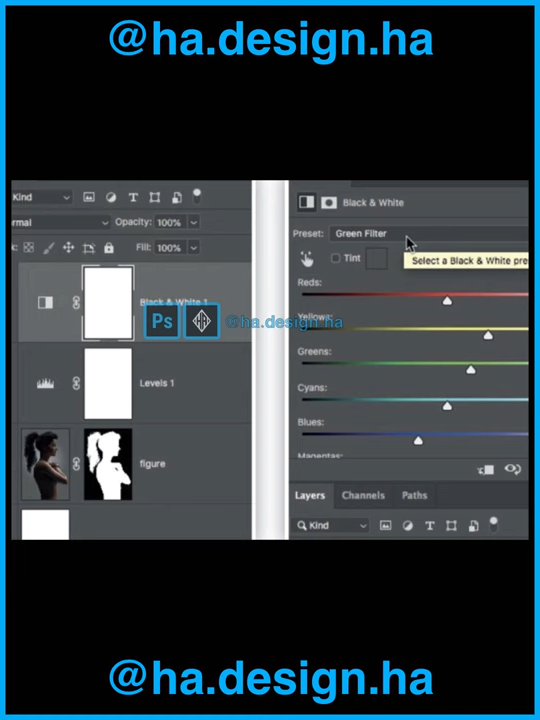 @ha.design.ha
Kind
rmal
Opacity: 100%
k:
Fill: 100%
Black & White 1
Levels 1
figure
Ps
HA
@ha.design.ha
Black & White
Preset: Green Filter
Tint
Select a Black & White pre
Reds:
Yellows:
Greens:
Cyans:
Blues:
Magentas:
Layers Channels Paths
Kind
@ha.design.ha